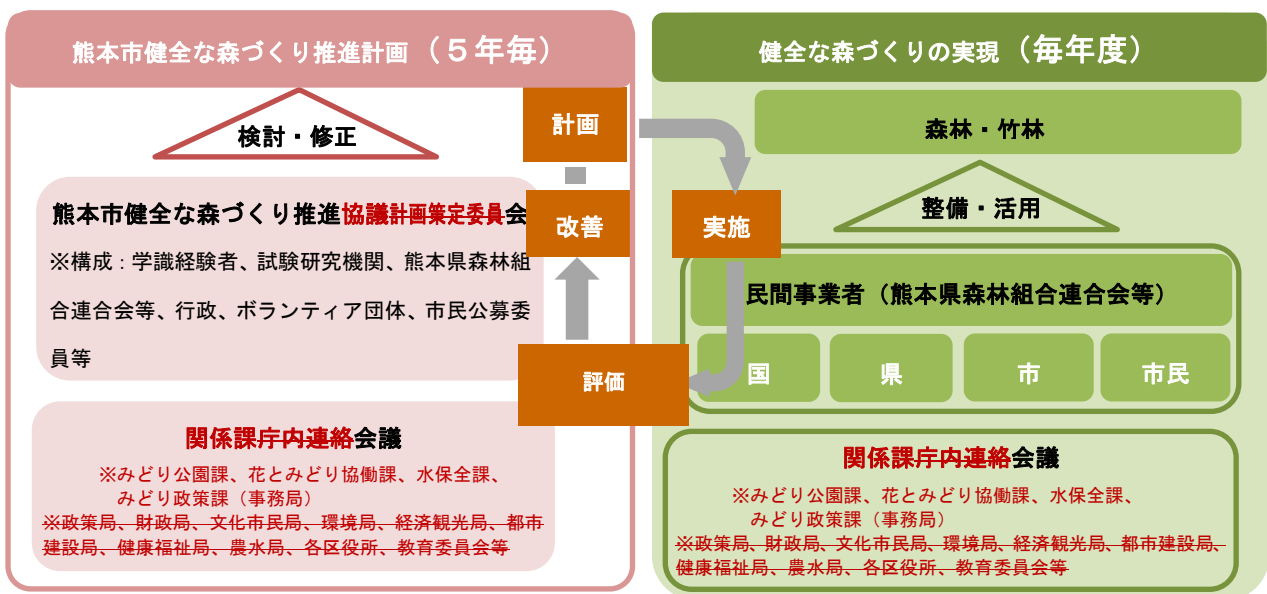 熊本市健全な森づくり推進計画（５年毎）
検討・修正
計画
熊本市健全な森づくり推進協議計画策定委員会
改善
※構成：学識経験者、試験研究機関、熊本県森林組
合連合会等、行政、ボランティア団体、市民公募委
員等
評価
関係課庁内連絡会議
※みどり公園課、花とみどり協働課、水保全課、
みどり政策課（事務局）
※政策局、財政局、文化市民局、環境局、経済観光局、都市
建設局、健康福祉局、農水局、各区役所、教育委員会等
健全な森づくりの実現（毎年度）
森林・竹林
整備・活用
実施
民間事業者（熊本県森林組合連合会等）
国
県
市
市民
関係課庁内連絡会議
※みどり公園課、花とみどり協働課、水保全課、
みどり政策課（事務局）
※政策局、財政局、文化市民局、環境局、経済観光局、都市建設局、
健康福祉局、農水局、各区役所、教育委員会等